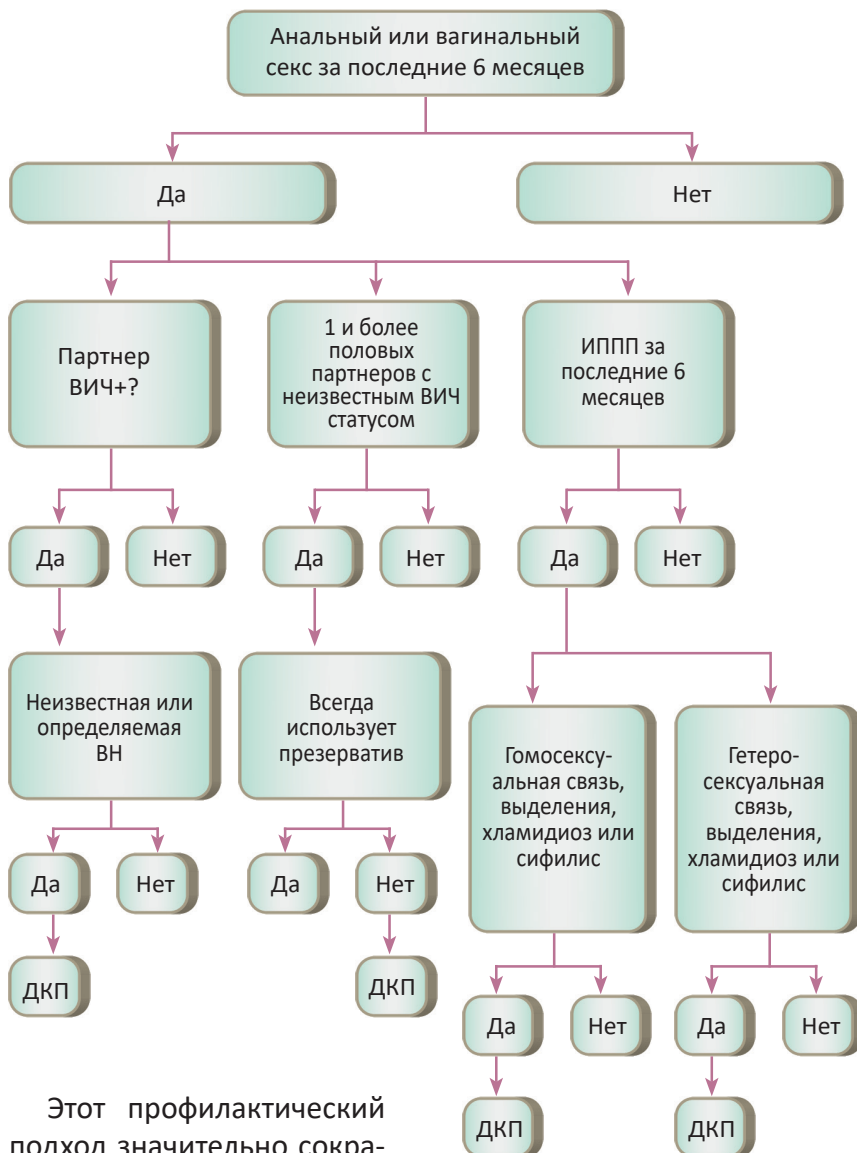 Анальный или вагинальный
секс за последние 6 месяцев
Да
Нет
Партнер
ВИЧ+?
1 и более
половых
партнеров с
неизвестным ВИЧ
статусом
ИППП за
последние 6
месяцев
Да
Нет
Да
Нет
Да
Нет
Неизвестная или
определяемая
ВН
Всегда
использует
презерватив
Гомосексу-
альная связь,
выделения,
хламидиоз или
сифилис
Гетеро-
сексуальная
связь,
выделения,
хламидиоз или
сифилис
Да
Нет
Да
Нет
ДКП
ДКП
Да
Нет
Да
Нет
ДКП
ДКП
Этот профилактический
подход значительно сокра-